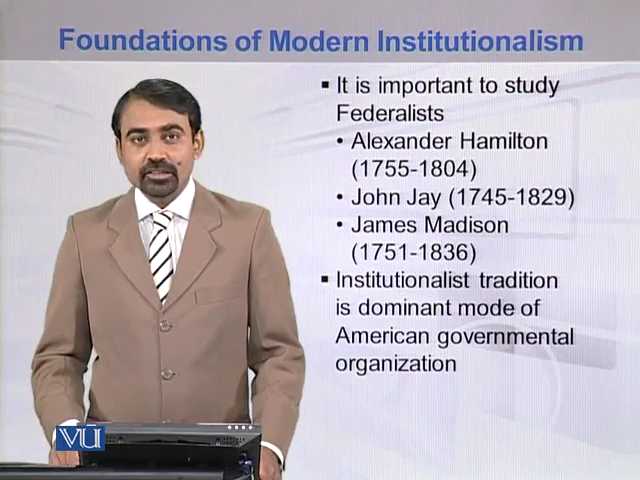 Foundations of Modern Institutionalism
▪ It is important to study
Federalists
• Alexander Hamilton
(1755-1804)
• John Jay (1745-1829)
• James Madison
(1751-1836)
▪ Institutionalist tradition
is dominant mode of
American governmental
organization
VU